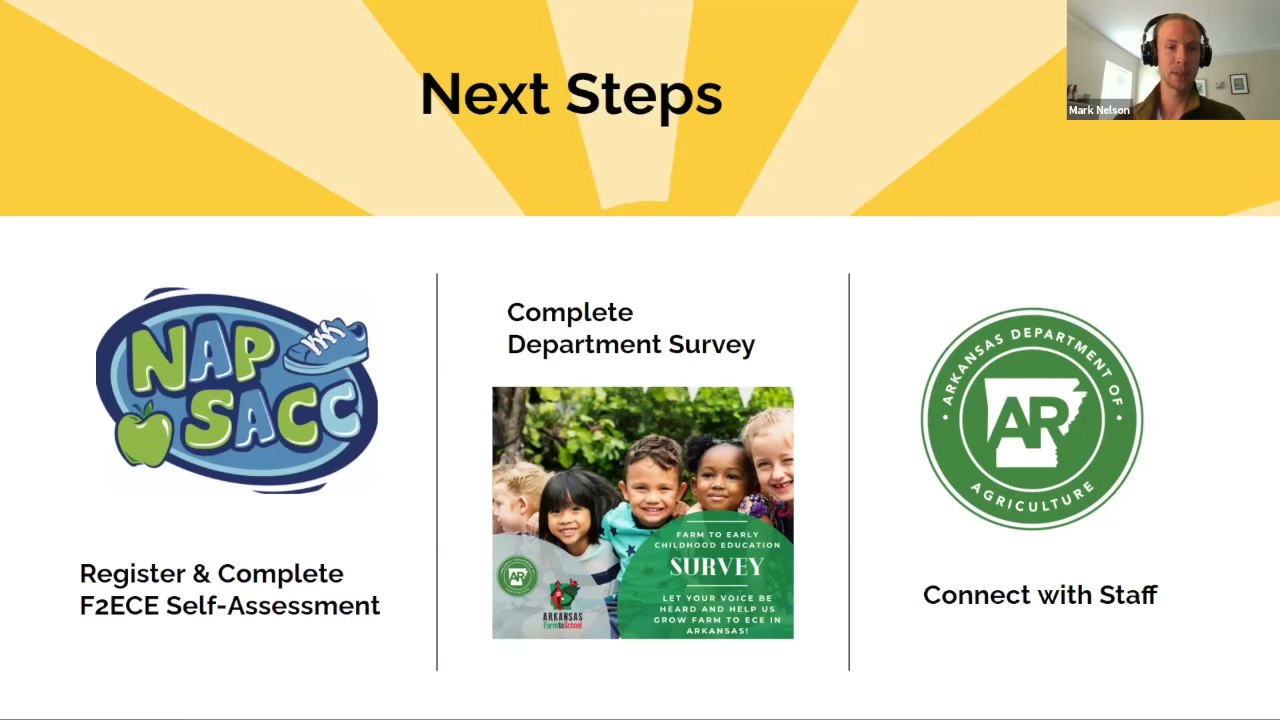 Next Steps
Mark Nelson
NAP
SACC
Register & Complete
F2ECE Self-Assessment
Complete
Department Survey
FARM TO EARLY
CHILDHOOD EDUCATION
SURVEY
LET YOUR VOICE BE
HEARD AND HELP US
GROW FARM TO ECE IN
ARKANSAS!
AR
ARKANSAS
FarmtoSchool
ARKANSAS DEPARTMENT OF
AR
AGRICULTURE
Connect with Staff